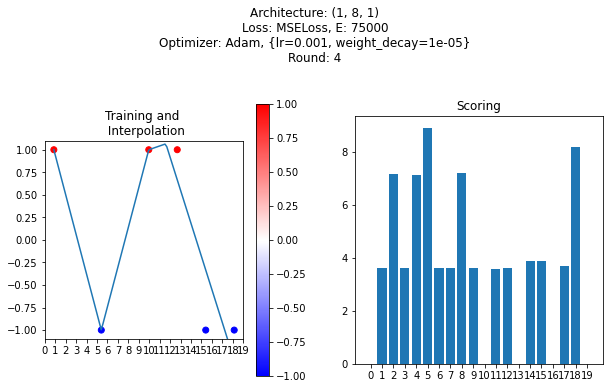 Architecture: (1, 8, 1)
Loss: MSELoss, E: 75000
Optimizer: Adam, {lr=0.001, weight_decay=1e-05}
Round: 4
Training and
Interpolation
1.00
0.75
0.50
0.25
0.00
−0.25
−0.50
−0.75
−1.00
0 1 2 3 4 5 6 7 8 9 10 11 12 13 14 15 16 17 18 19
1.00
0.75
0.50
0.25
0.00
−0.25
−0.50
−0.75
−1.00
Scoring
8
6
4
2
0
0 1 2 3 4 5 6 7 8 9 10 11 12 13 14 15 16 17 18 19